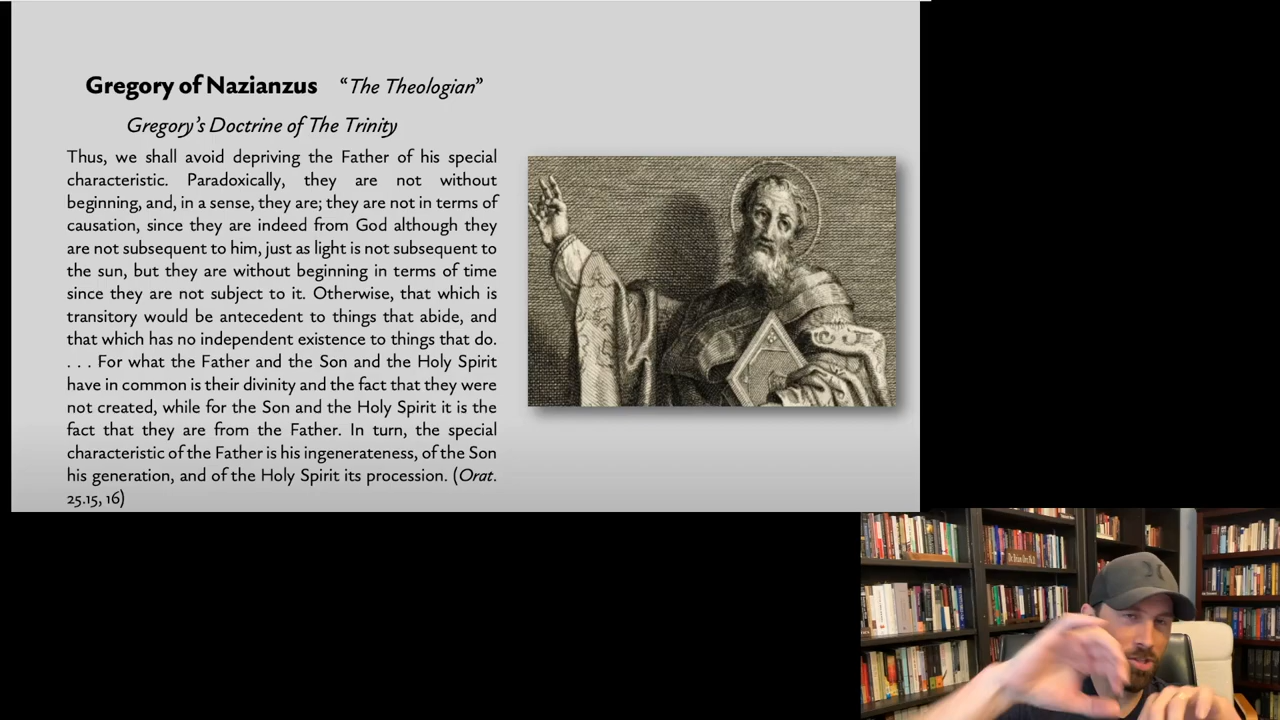 Gregory of Nazianzus “The Theologian”
Gregory’s Doctrine of The Trinity
Thus, we shall avoid depriving the Father of his special
characteristic. Paradoxically, they are not without
beginning, and, in a sense, they are; they are not in terms of
causation, since they are indeed from God although they
are not subsequent to him, just as light is not subsequent to
the sun, but they are without beginning in terms of time
since they are not subject to it. Otherwise, that which is
transitory would be antecedent to things that abide, and
that which has no independent existence to things that do.
. . . For what the Father and the Son and the Holy Spirit
have in common is their divinity and the fact that they were
not created, while for the Son and the Holy Spirit it is the
fact that they are from the Father. In turn, the special
characteristic of the Father is his ingenerateness, of the Son
his generation, and of the Holy Spirit its procession. (Orat.
25.15, 16)